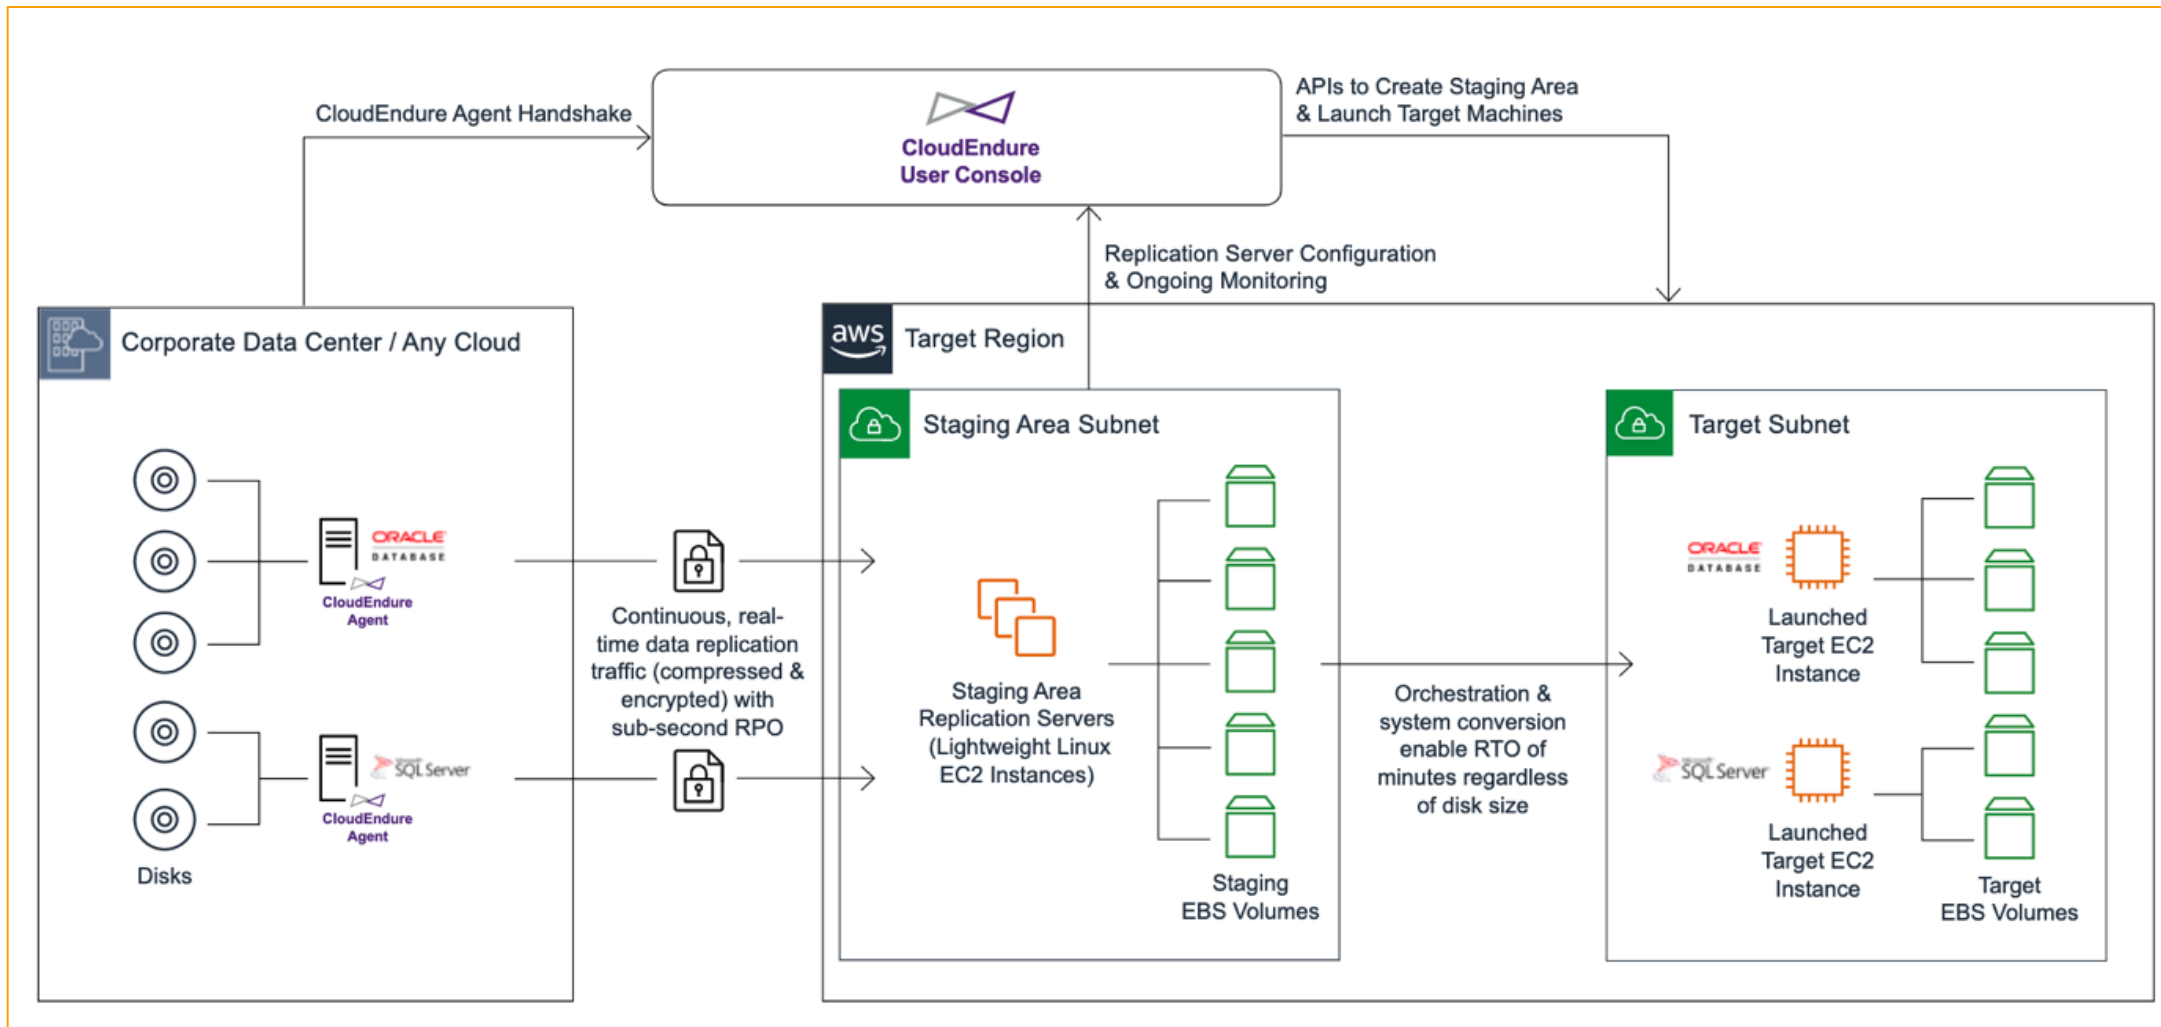 CloudEndure Agent Handshake
CloudEndure
User Console
APIs to Create Staging Area
& Launch Target Machines
Replication Server Configuration
& Ongoing Monitoring
Corporate Data Center / Any Cloud
ORACLE
DATABASE
CloudEndure
Agent
SQL Server
CloudEndure
Agent
Disks
Continuous, real-
time data replication
traffic (compressed &
encrypted) with
sub-second RPO
aws
Target Region
Staging Area Subnet
Staging Area
Replication Servers
(Lightweight Linux
EC2 Instances)
Staging
EBS Volumes
Orchestration &
system conversion
enable RTO of
minutes regardless
of disk size
Target Subnet
ORACLE
DATABASE
Launched
Target EC2
Instance
SQL Server
Launched
Target EC2
Instance
Target
EBS Volumes